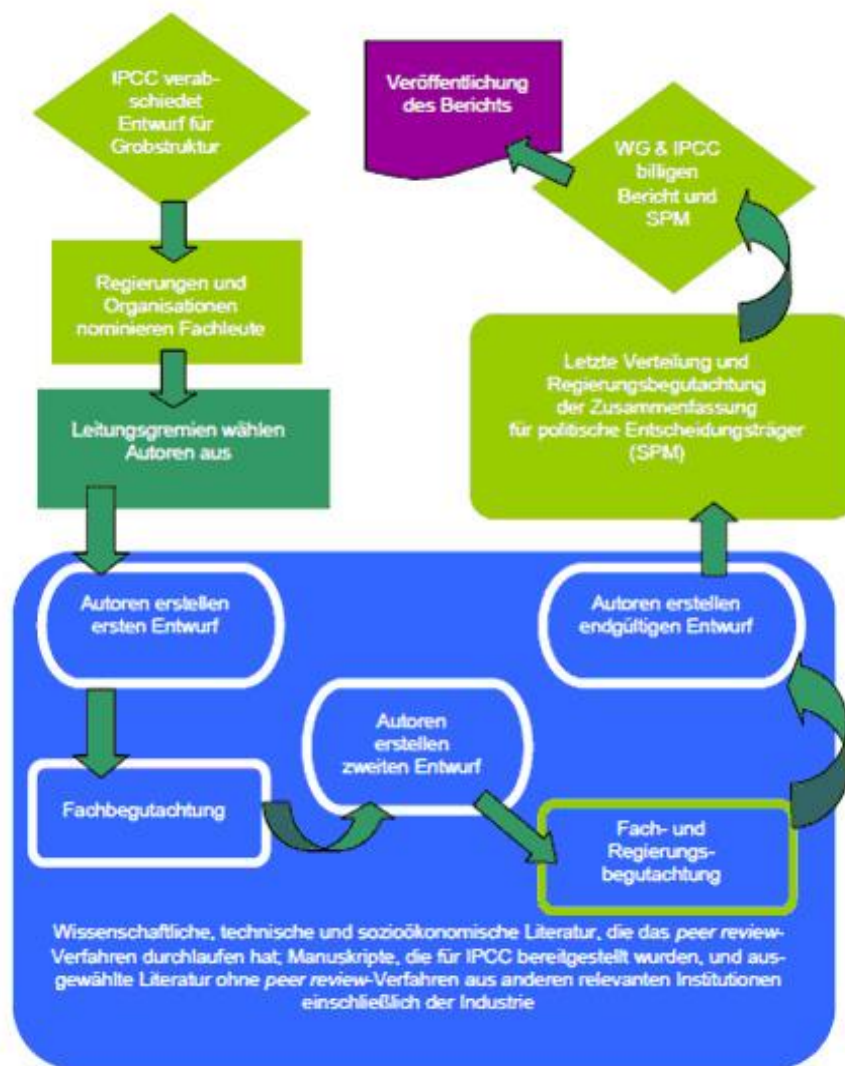 IPCC verab-
schiedet
Entwurf für
Grobstruktur
Regierungen und
Organisationen
nominieren Fachleute
Leitungsgremien wählen
Autoren aus
Autoren erstellen
ersten Entwurf
Fachbegutachtung
Autoren
erstellen
zweiten Entwurf
Fach- und
Regierungs-
begutachtung
Autoren erstellen
endgültigen Entwurf
Letzte Verteilung und
Regierungsbegutachtung
der Zusammenfassung
für politische Entscheidungsträger
(SPM)
WG & IPCC
billigen
Bericht und
SPM
Veröffentlichung
des Berichts
Wissenschaftliche, technische und sozioökonomische Literatur, die das peer review-
Verfahren durchlaufen hat; Manuskripte, die für IPCC bereitgestellt wurden, und aus-
gewählte Literatur ohne peer review-Verfahren aus anderen relevanten Institutionen
einschließlich der Industrie